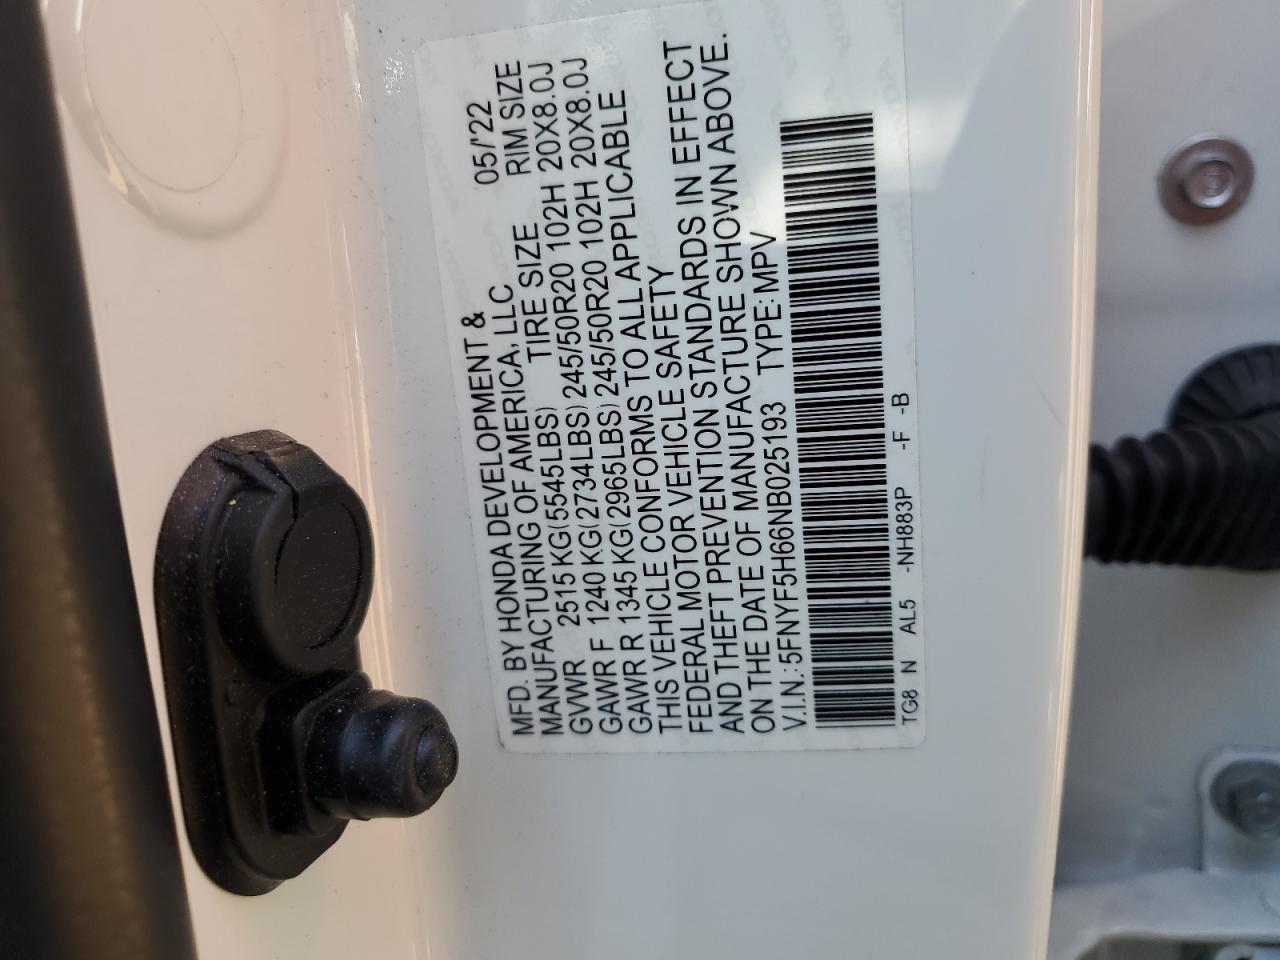 MFD. BY HONDA DEVELOPMENT &
MANUFACTURING OF AMERICA, LLC 05/'22
GVWR 2515 KG(5545LBS) TIRE SIZE RIM SIZE
GAWR F 1240 KG(2734LBS) 245/50R20 102H 20X8.0J
GAWR R 1345 KG(2965LBS) 245/50R20 102H 20X8.0J
THIS VEHICLE CONFORMS TO ALL APPLICABLE
FEDERAL MOTOR VEHICLE SAFETY
AND THEFT PREVENTION STANDARDS IN EFFECT
ON THE DATE OF MANUFACTURE SHOWN ABOVE.
V.I.N.: 5FNYF5H66NB025193 TYPE: MPV
TG8 N AL5 -NH883P -F -B